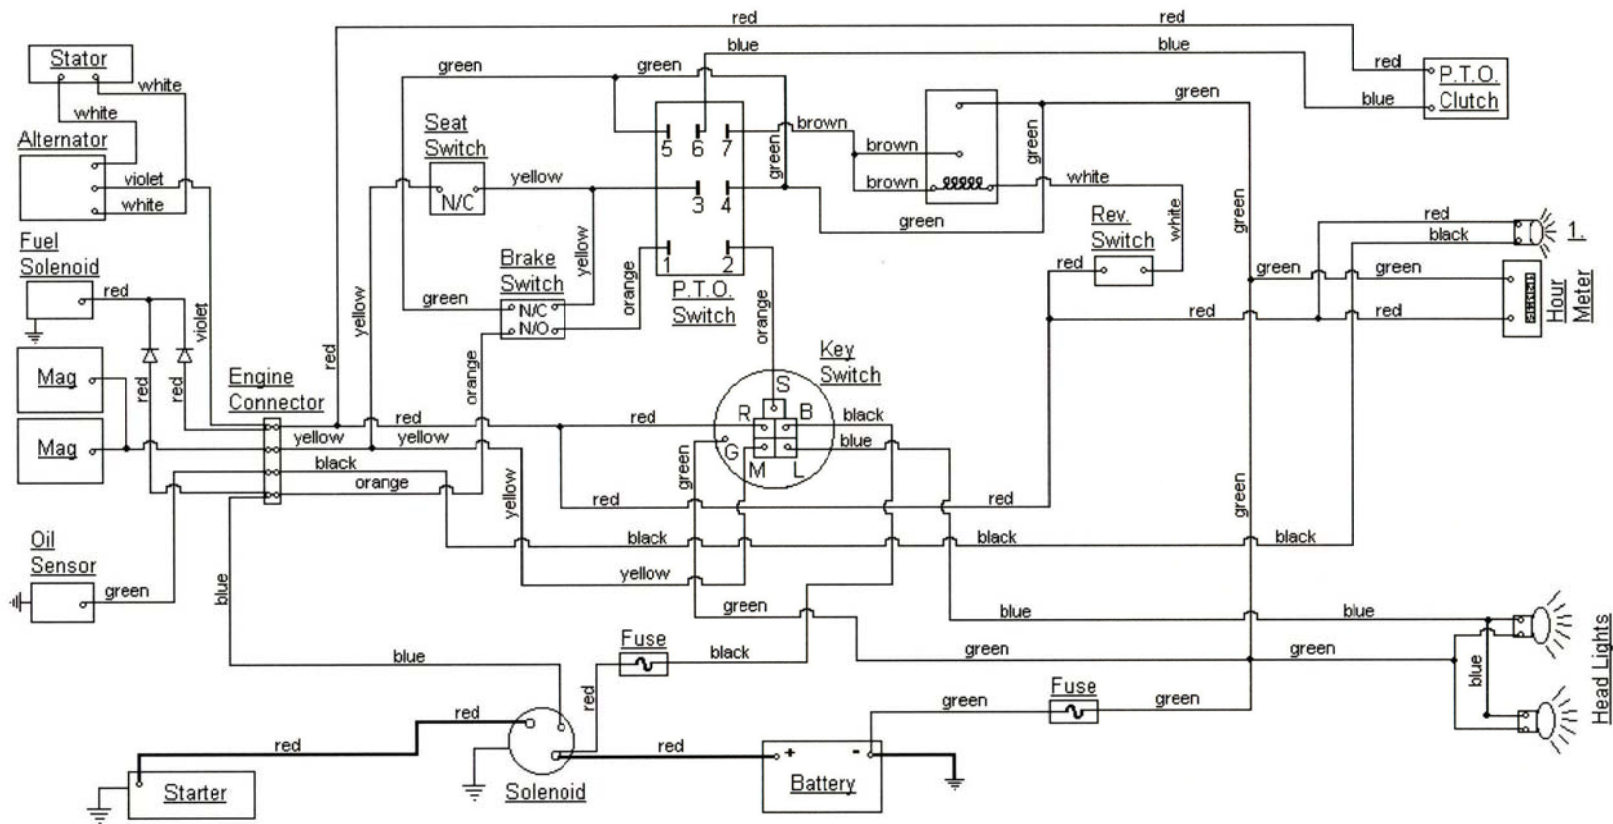 red
red
blue
blue
Stator
white
white
green
green
red
blue
P.T.O.
Clutch
Alternator
violet
white
Seat
Switch
N/C
yellow
5
6
7
3
4
1
2
P.T.O.
Switch
green
brown
brown
brown
green
green
green
white
white
green
red
black
1.
Fuel
Solenoid
red
violet
yellow
Brake
Switch
N/C
N/O
green
yellow
orange
orange
Rev.
Switch
red
green
green
Hour
Meter
red
red
Mag
red
red
Engine
Connector
red
orange
Key
Switch
S
R
B
G
M
L
black
blue
Mag
red
red
yellow
yellow
black
orange
yellow
green
red
red
green
Oil
Sensor
green
black
black
black
blue
yellow
green
blue
blue
Fuse
black
green
green
blue
Head Lights
blue
red
Fuse
green
green
red
red
red
+
-
Battery
Starter
Solenoid